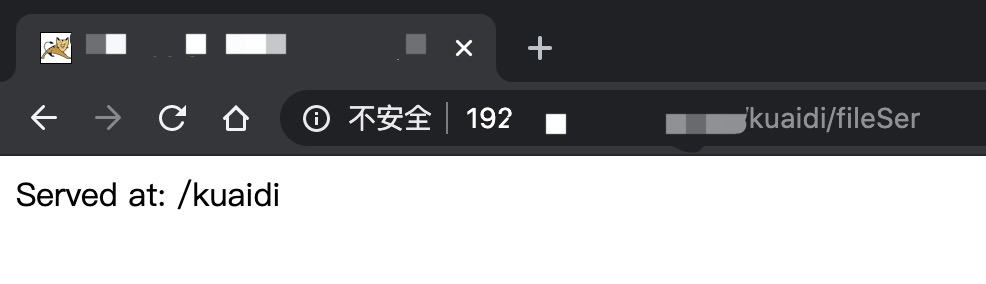 不安全 192 /kuaidi/fileSer
Served at: /kuaidi